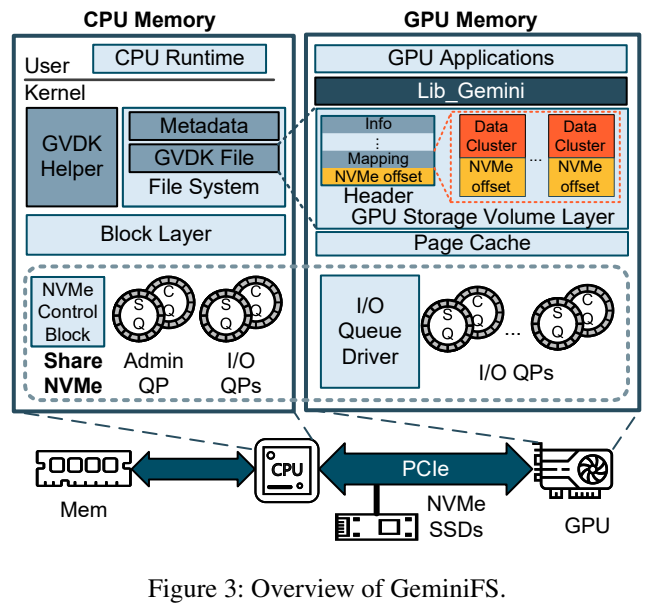 CPU Memory
GPU Memory
User
CPU Runtime
Kernel
GVDK
Helper
Metadata
GVDK File
File System
Block Layer
GPU Applications
Lib_Gemini
Info
⋮
Mapping
NVMe offset
Header
Data
Cluster
NVMe
offset
...
Data
Cluster
NVMe
offset
GPU Storage Volume Layer
Page Cache
NVMe
Control
Block
Share
NVMe
S
Q
C
Q
Admin
QP
S
Q
C
Q
I/O
QPs
I/O
Queue
Driver
S
Q
C
Q
...
S
Q
C
Q
I/O QPs
Mem
CPU
PCIe
NVMe
SSDs
GPU
Figure 3: Overview of GeminiFS.